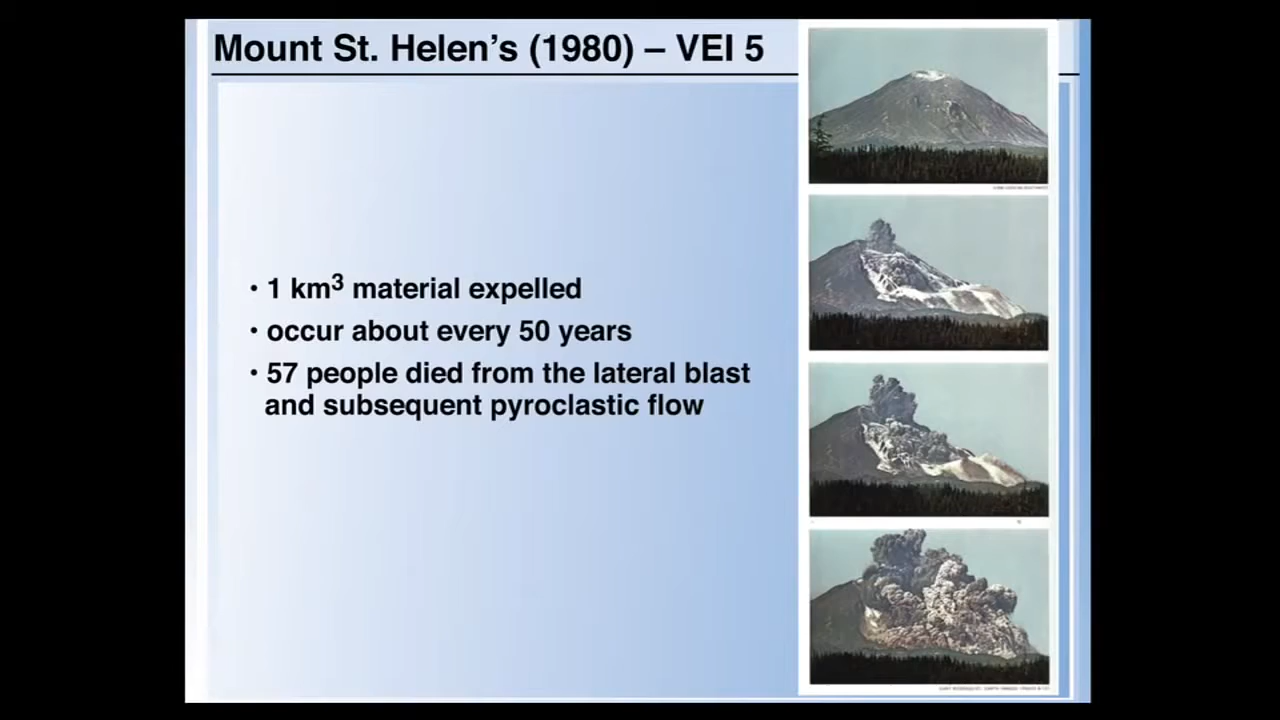 Mount St. Helen’s (1980) – VEI 5
• 1 km³ material expelled
• occur about every 50 years
• 57 people died from the lateral blast
and subsequent pyroclastic flow